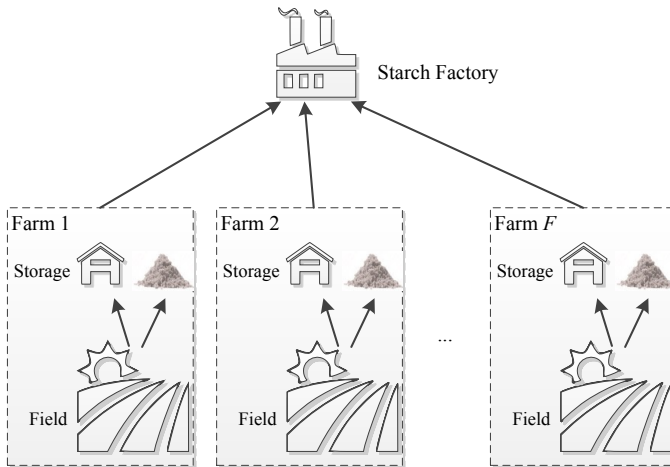 Starch Factory
Farm 1
Farm 2
Farm F
Storage
Storage
Storage
...
Field
Field
Field